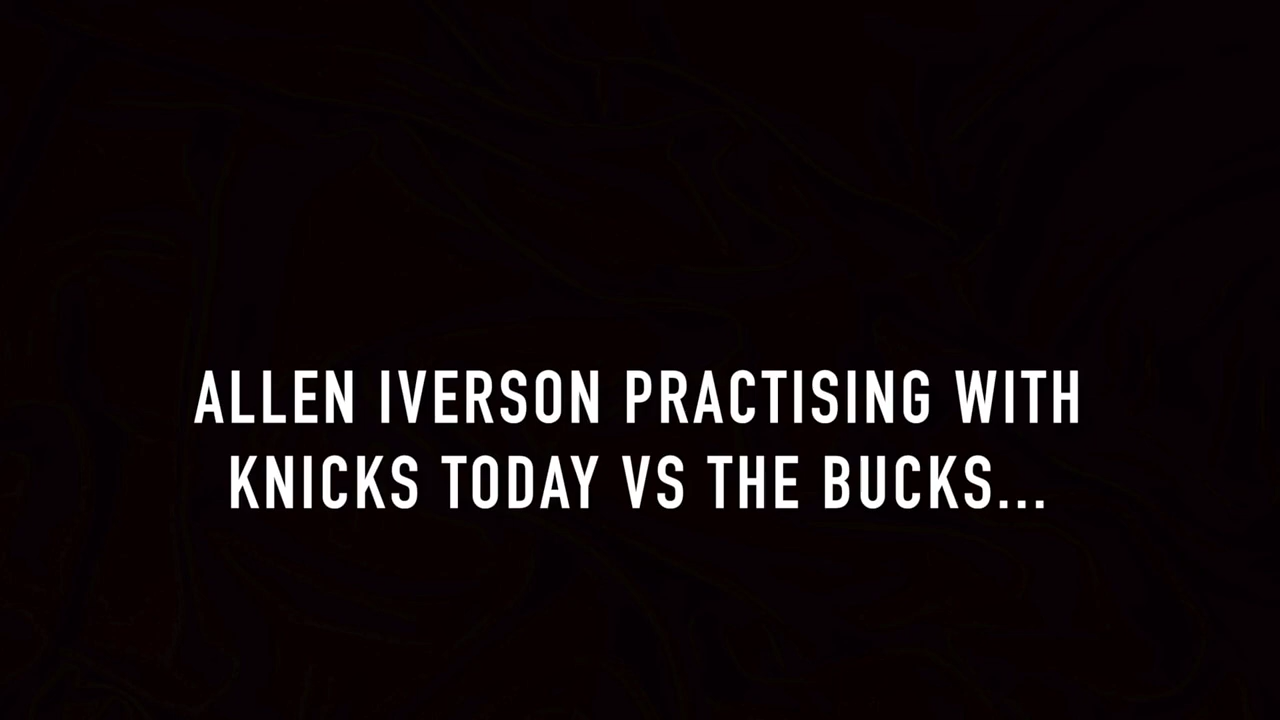 ALLEN IVERSON PRACTISING WITH
KNICKS TODAY VS THE BUCKS...